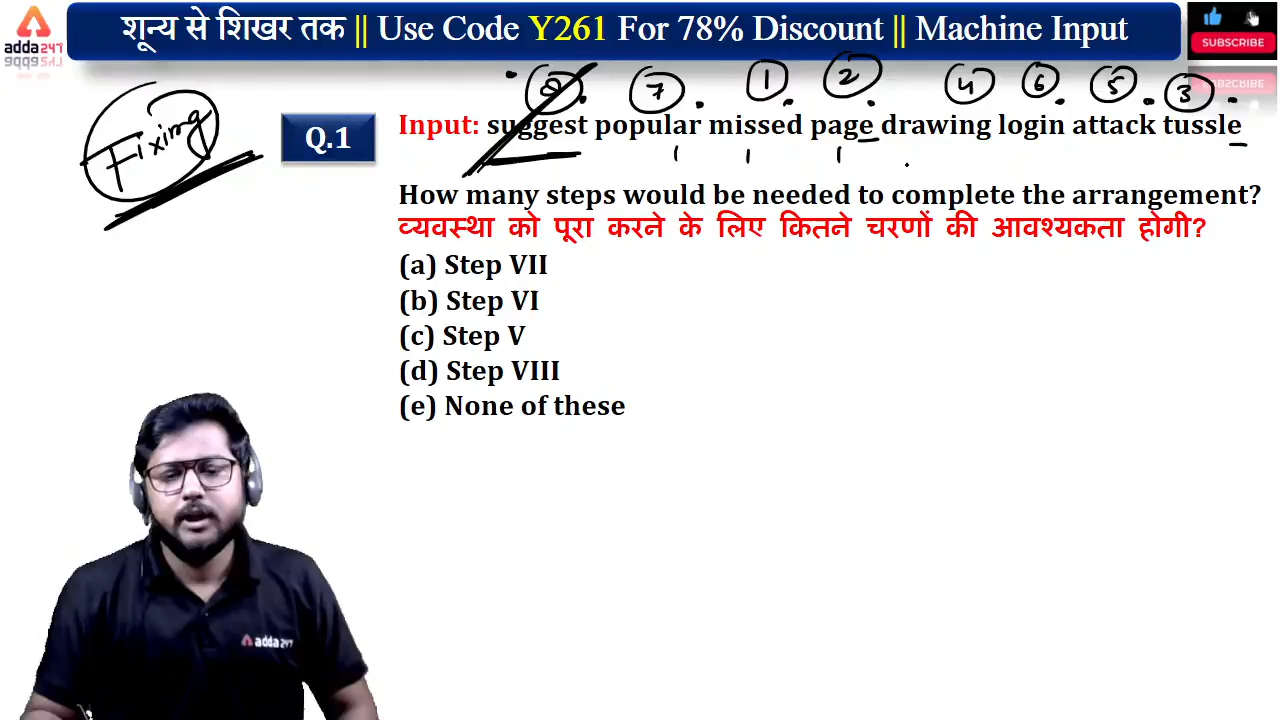 शून्य से शिखर तक || Use Code Y261 For 78% Discount || Machine Input
adda247
SUBSCRIBE
8 7 1 2 4 6 5 3
Fixing
Q.1
Input: suggest popular missed page drawing login attack tussle
How many steps would be needed to complete the arrangement?
व्यवस्था को पूरा करने के लिए कितने चरणों की आवश्यकता होगी?
(a) Step VII
(b) Step VI
(c) Step V
(d) Step VIII
(e) None of these
adda247